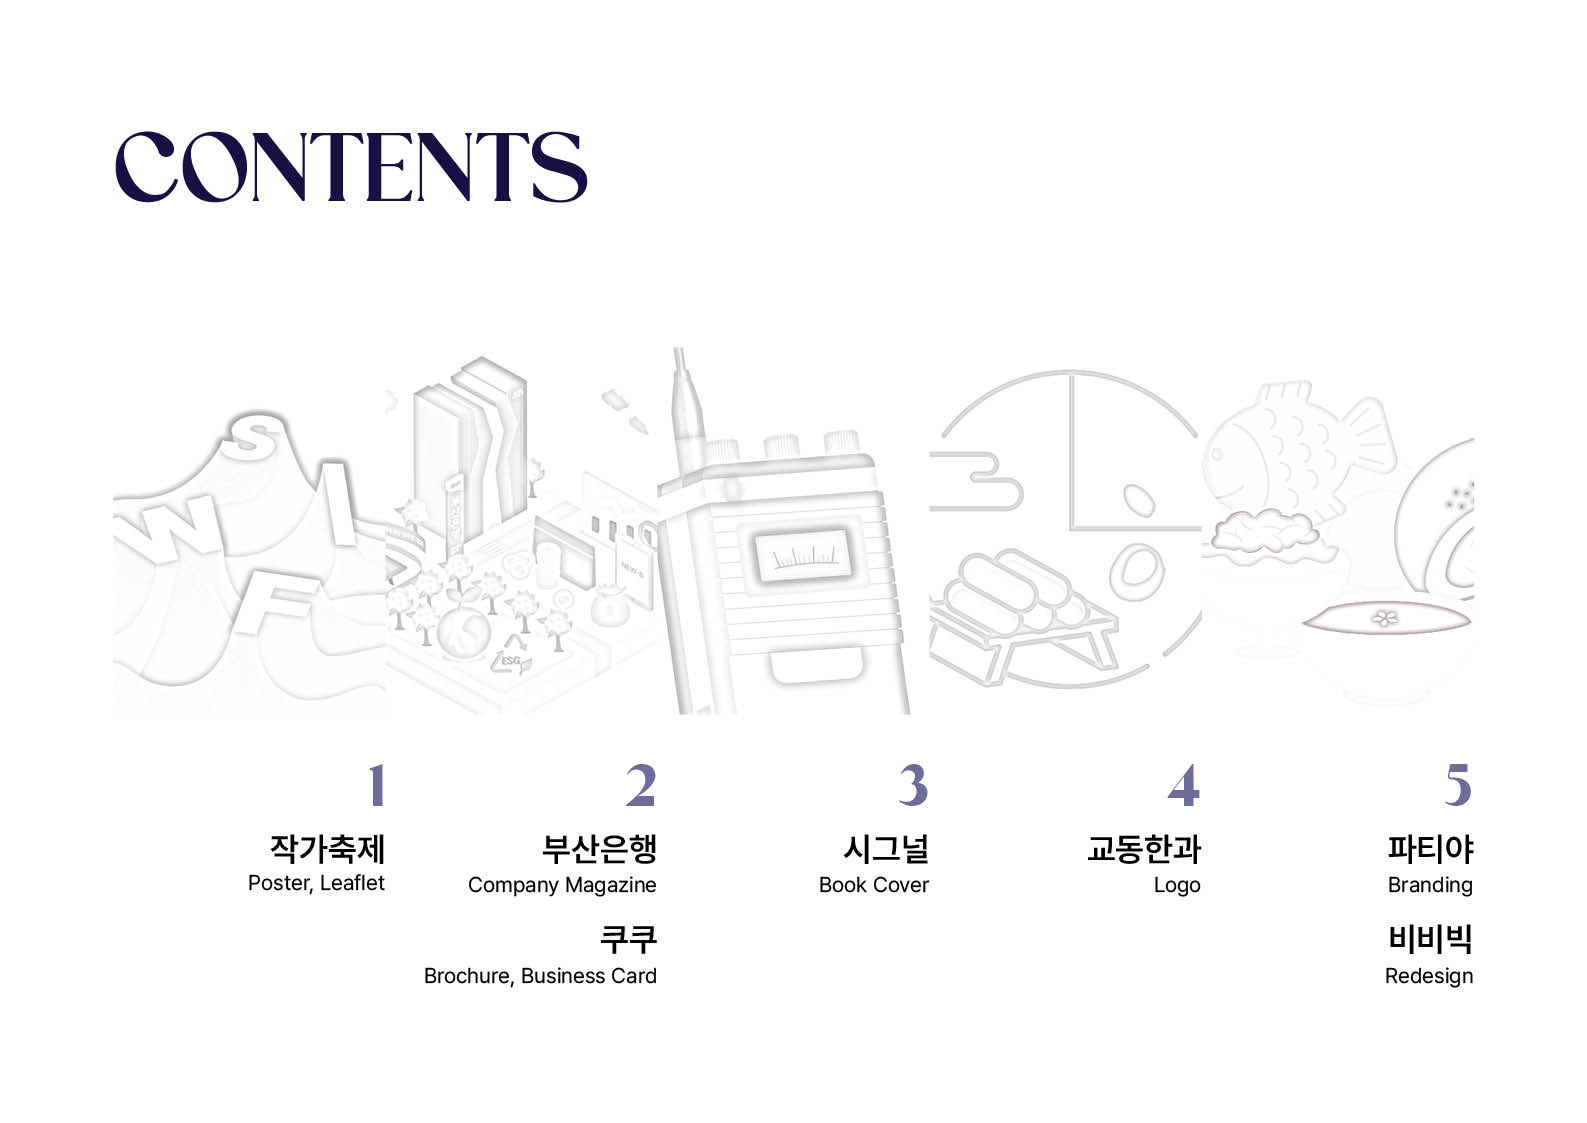 CONTENTS
S
W I
F
ESG
NEW-B
1
작가축제
Poster, Leaflet
2
부산은행
Company Magazine
쿠쿠
Brochure, Business Card
3
시그널
Book Cover
4
교동한과
Logo
5
파티야
Branding
비비빅
Redesign